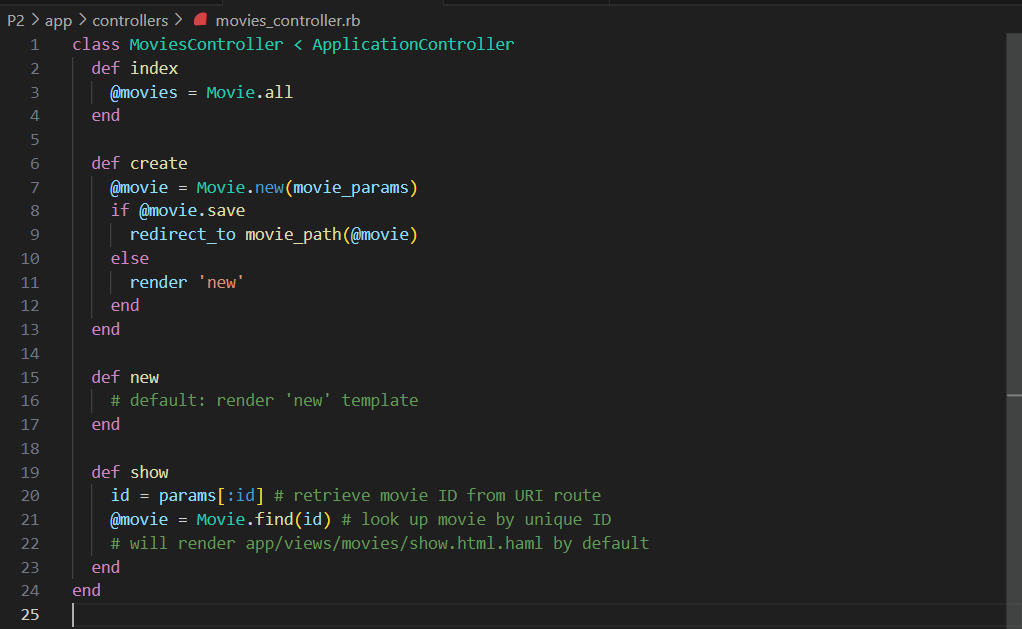 P2 > app > controllers > movies_controller.rb
1 class MoviesController < ApplicationController
2   def index
3     @movies = Movie.all
4   end
5
6   def create
7     @movie = Movie.new(movie_params)
8     if @movie.save
9       redirect_to movie_path(@movie)
10     else
11       render 'new'
12     end
13   end
14
15   def new
16     # default: render 'new' template
17   end
18
19   def show
20     id = params[:id] # retrieve movie ID from URI route
21     @movie = Movie.find(id) # look up movie by unique ID
22     # will render app/views/movies/show.html.haml by default
23   end
24 end
25